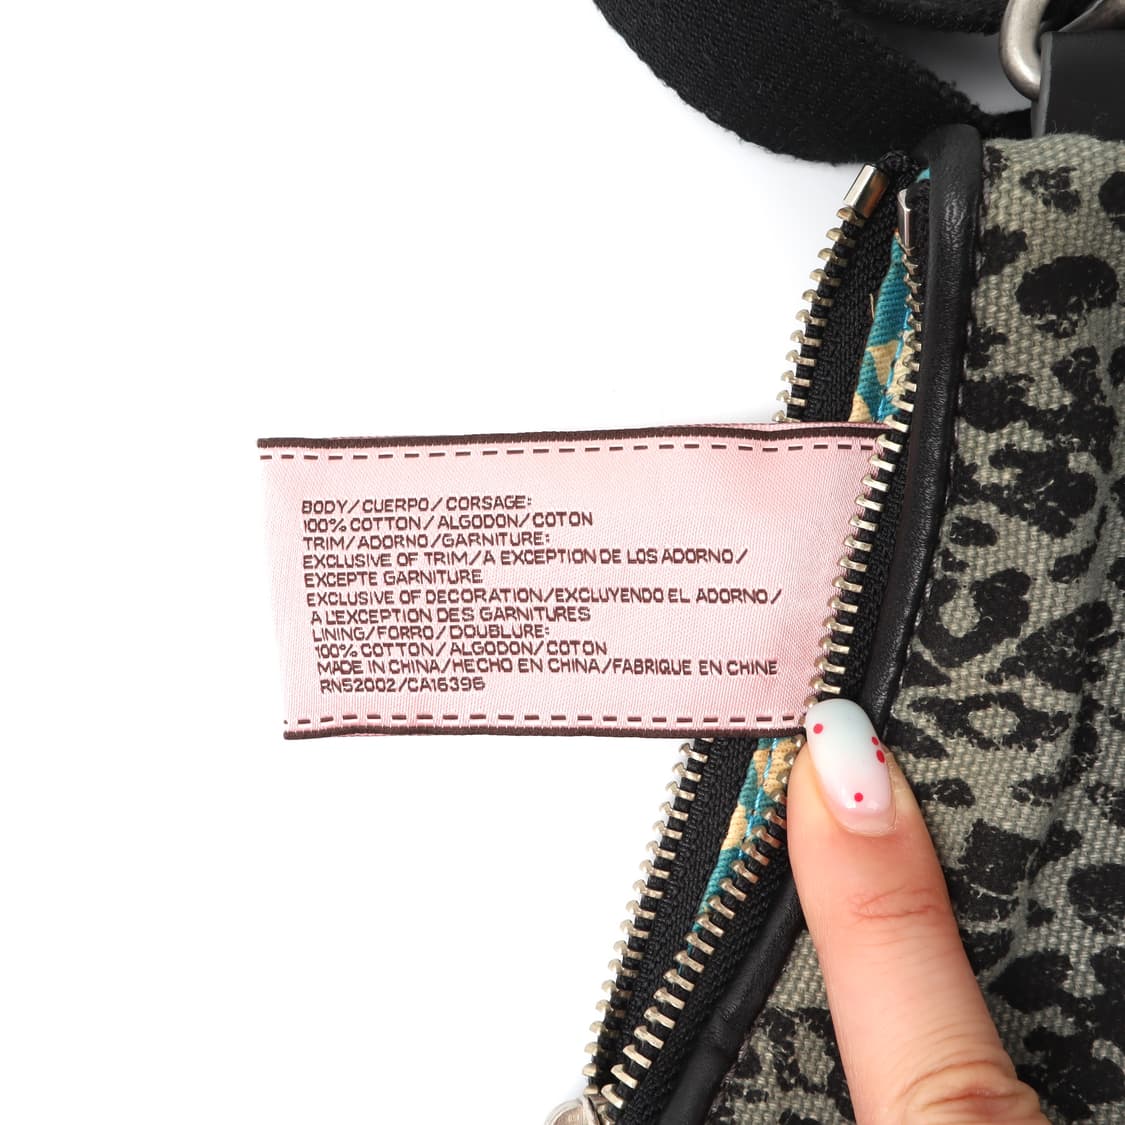 BODY/CUERPO/CORSAGE:
100% COTTON/ALGODON/COTON
TRIM/ADORNO/GARNITURE:
EXCLUSIVE OF TRIM/A EXCEPTION DE LOS ADORNO/
EXCEPTE GARNITURE
EXCLUSIVE OF DECORATION/EXCLUYENDO EL ADORNO/
A L'EXCEPTION DES GARNITURES
LINING/FORRO/DOUBLURE:
100% COTTON/ALGODON/COTON
MADE IN CHINA/HECHO EN CHINA/FABRIQUE EN CHINE
RN52002/CA16396